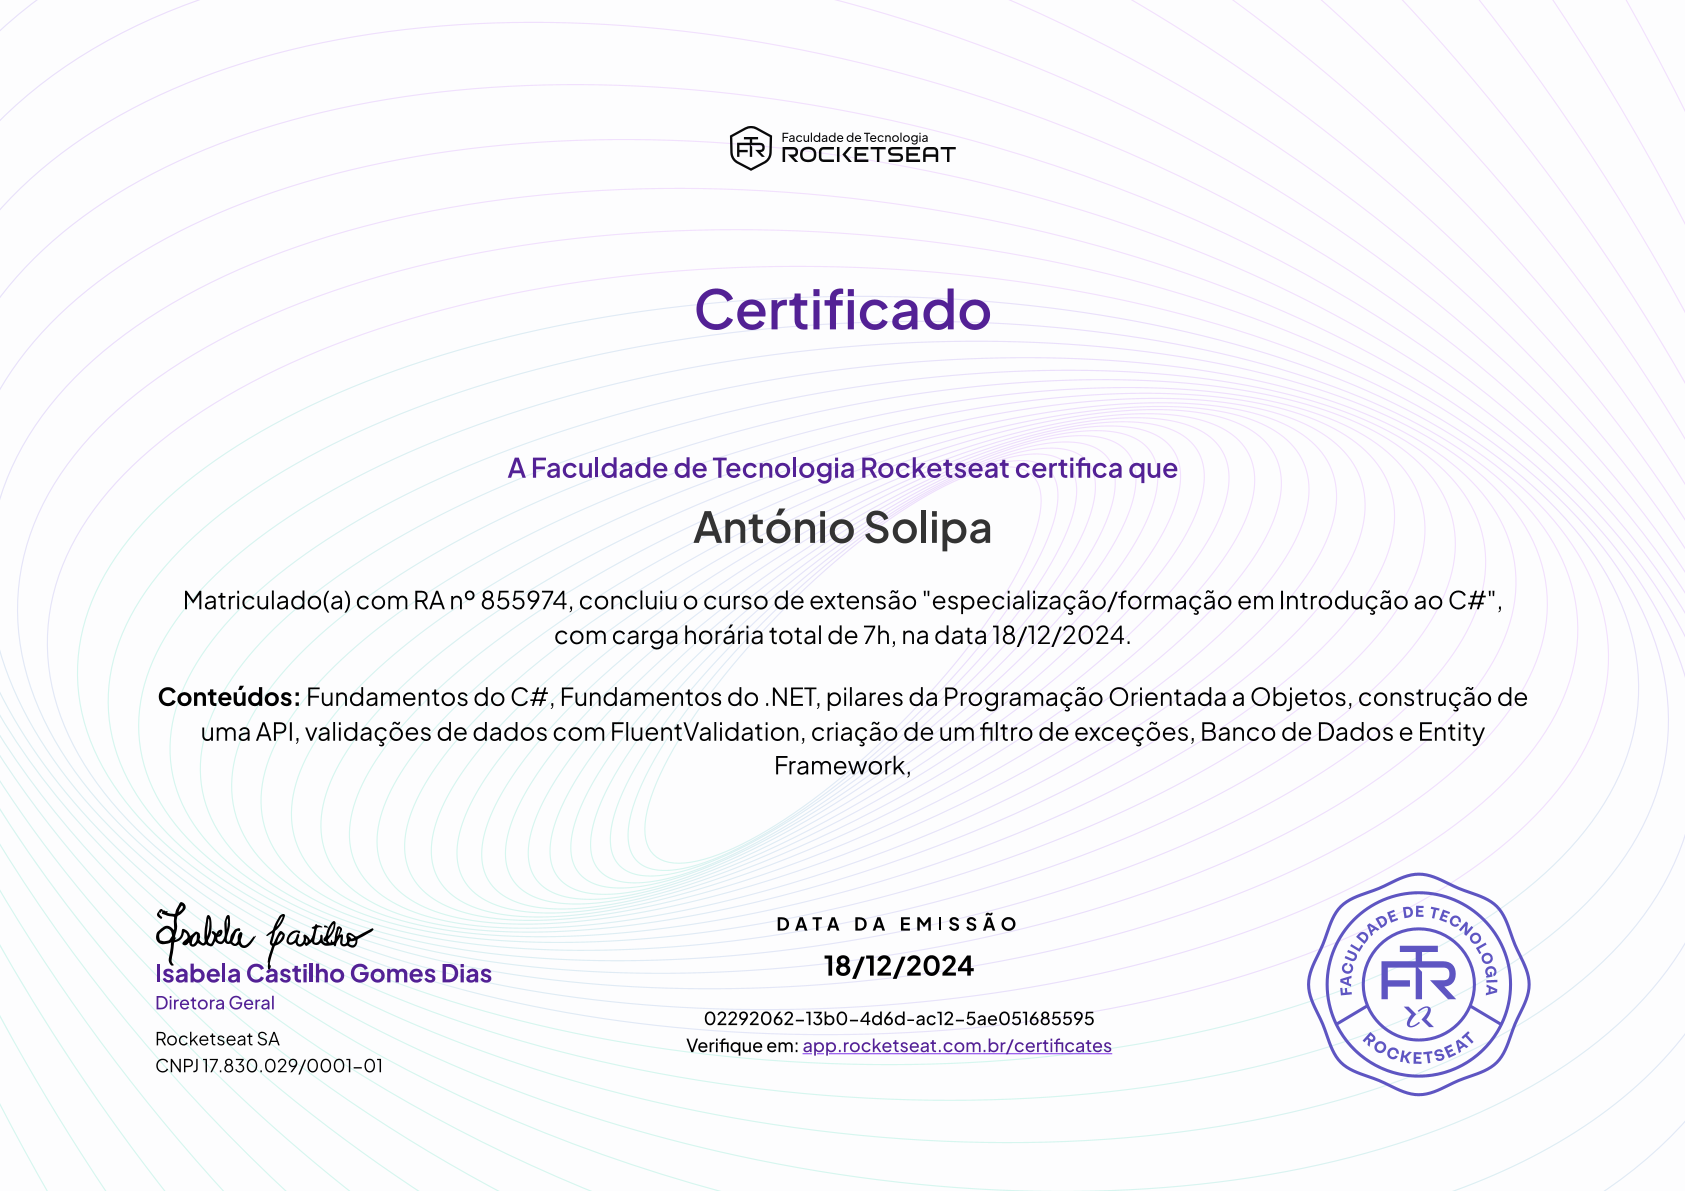 Faculdade de Tecnologia
ROCKETSEAT
Certificado
A Faculdade de Tecnologia Rocketseat certifica que
António Solipa
Matriculado(a) com RA nº 855974, concluiu o curso de extensão "especialização/formação em Introdução ao C#",
com carga horária total de 7h, na data 18/12/2024.
Conteúdos: Fundamentos do C#, Fundamentos do .NET, pilares da Programação Orientada a Objetos, construção de
uma API, validações de dados com FluentValidation, criação de um filtro de exceções, Banco de Dados e Entity
Framework,
Isabela Castilho
Isabela Castilho Gomes Dias
Diretora Geral
Rocketseat SA
CNPJ 17.830.029/0001-01
DATA DA EMISSÃO
18/12/2024
02292062-13b0-4d6d-ac12-5ae051685595
Verifique em: app.rocketseat.com.br/certificates
FACULDADE DE TECNOLOGIA
FTR
ROCKETSEAT